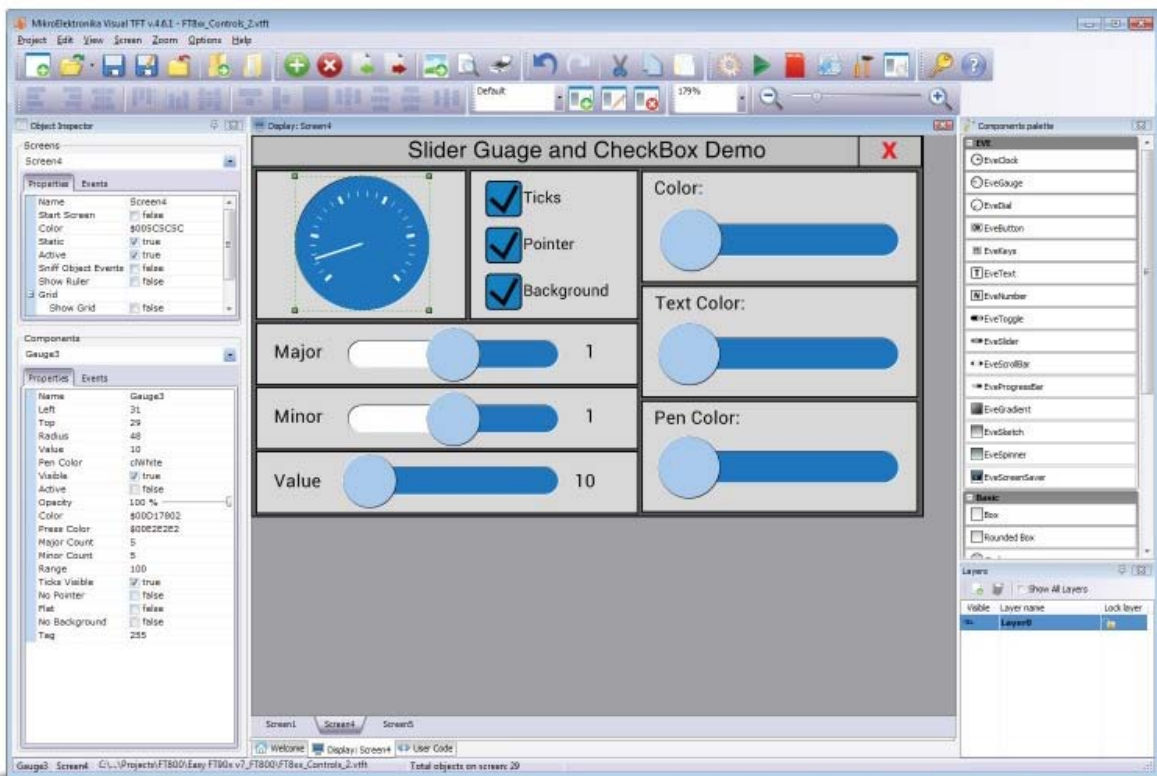 MikroElektronika Visual TFT v.4.6.1 - FT8xx_Controls_2.vtft
Project Edit View Screen Zoom Options Help
Default
179%
Object Inspector
Screens
Screen4
Properties Events
Name Screen4
Start Screen false
Color $005C5C5C
Static true
Active true
Sniff Object Events false
Show Ruler false
Grid
Show Grid false
Components
Gauge3
Properties Events
Name Gauge3
Left 31
Top 29
Radius 48
Value 10
Pen Color clWhite
Visible true
Active false
Opacity 100 %
Color $00D17802
Press Color $00E2E2E2
Major Count 5
Minor Count 5
Range 100
Ticks Visible true
No Pointer false
Flat false
No Background false
Tag 255
Display: Screen4
Slider Guage and CheckBox Demo X
Ticks
Pointer
Background
Major 1
Minor 1
Value 10
Color:
Text Color:
Pen Color:
Screen1 Screen4 Screen5
Welcome Display: Screen4 User Code
Components palette
EVE
EveClock
EveGauge
EveDial
EveButton
EveKeys
EveText
EveNumber
EveToggle
EveSlider
EveScrollBar
EveProgressBar
EveGradient
EveSketch
EveSpinner
EveScreenSaver
Basic
Box
Rounded Box
Layers
Show All Layers
Visible Layer name Lock layer
Layer0
Gauge3 Screen4 C:\...\Projects\FT800\Easy FT90x v7_FT800\FT8xx_Controls_2.vtft Total objects on screen: 29